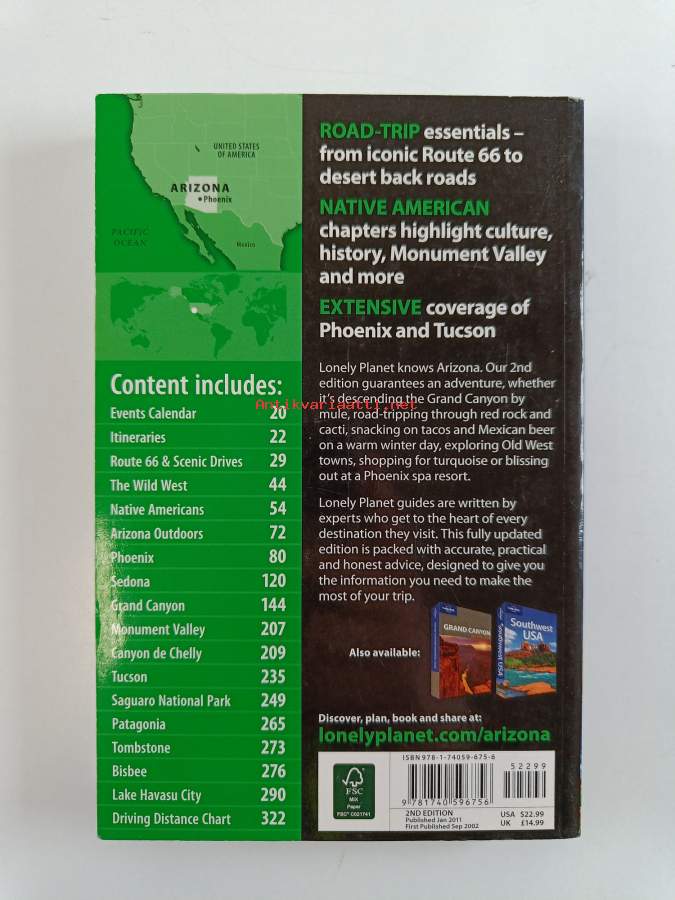 UNITED STATES
OF AMERICA
ARIZONA
Phoenix
PACIFIC
OCEAN
Mexico
Content includes:
Events Calendar 20
Itineraries 22
Route 66 & Scenic Drives 29
The Wild West 44
Native Americans 54
Arizona Outdoors 72
Phoenix 80
Sedona 120
Grand Canyon 144
Monument Valley 207
Canyon de Chelly 209
Tucson 235
Saguaro National Park 249
Patagonia 265
Tombstone 273
Bisbee 276
Lake Havasu City 290
Driving Distance Chart 322
ROAD-TRIP essentials –
from iconic Route 66 to
desert back roads
NATIVE AMERICAN
chapters highlight culture,
history, Monument Valley
and more
EXTENSIVE coverage of
Phoenix and Tucson
Lonely Planet knows Arizona. Our 2nd
edition guarantees an adventure, whether
it's descending the Grand Canyon by
mule, road-tripping through red rock and
cacti, snacking on tacos and Mexican beer
on a warm winter day, exploring Old West
towns, shopping for turquoise or blissing
out at a Phoenix spa resort.
Lonely Planet guides are written by
experts who get to the heart of every
destination they visit. This fully updated
edition is packed with accurate, practical
and honest advice, designed to give you
the information you need to make the
most of your trip.
Also available:
GRAND CANYON
Southwest
USA
Southwest USA
Discover, plan, book and share at:
lonelyplanet.com/arizona
ISBN 978-1-74059-675-6
52299
9 781740 596756
FSC
MIX
Paper
FSC® C021741
2ND EDITION
Published Jan 2011
First Published Sep 2002
USA $22.99
UK £14.99
Antikvariaatti.net